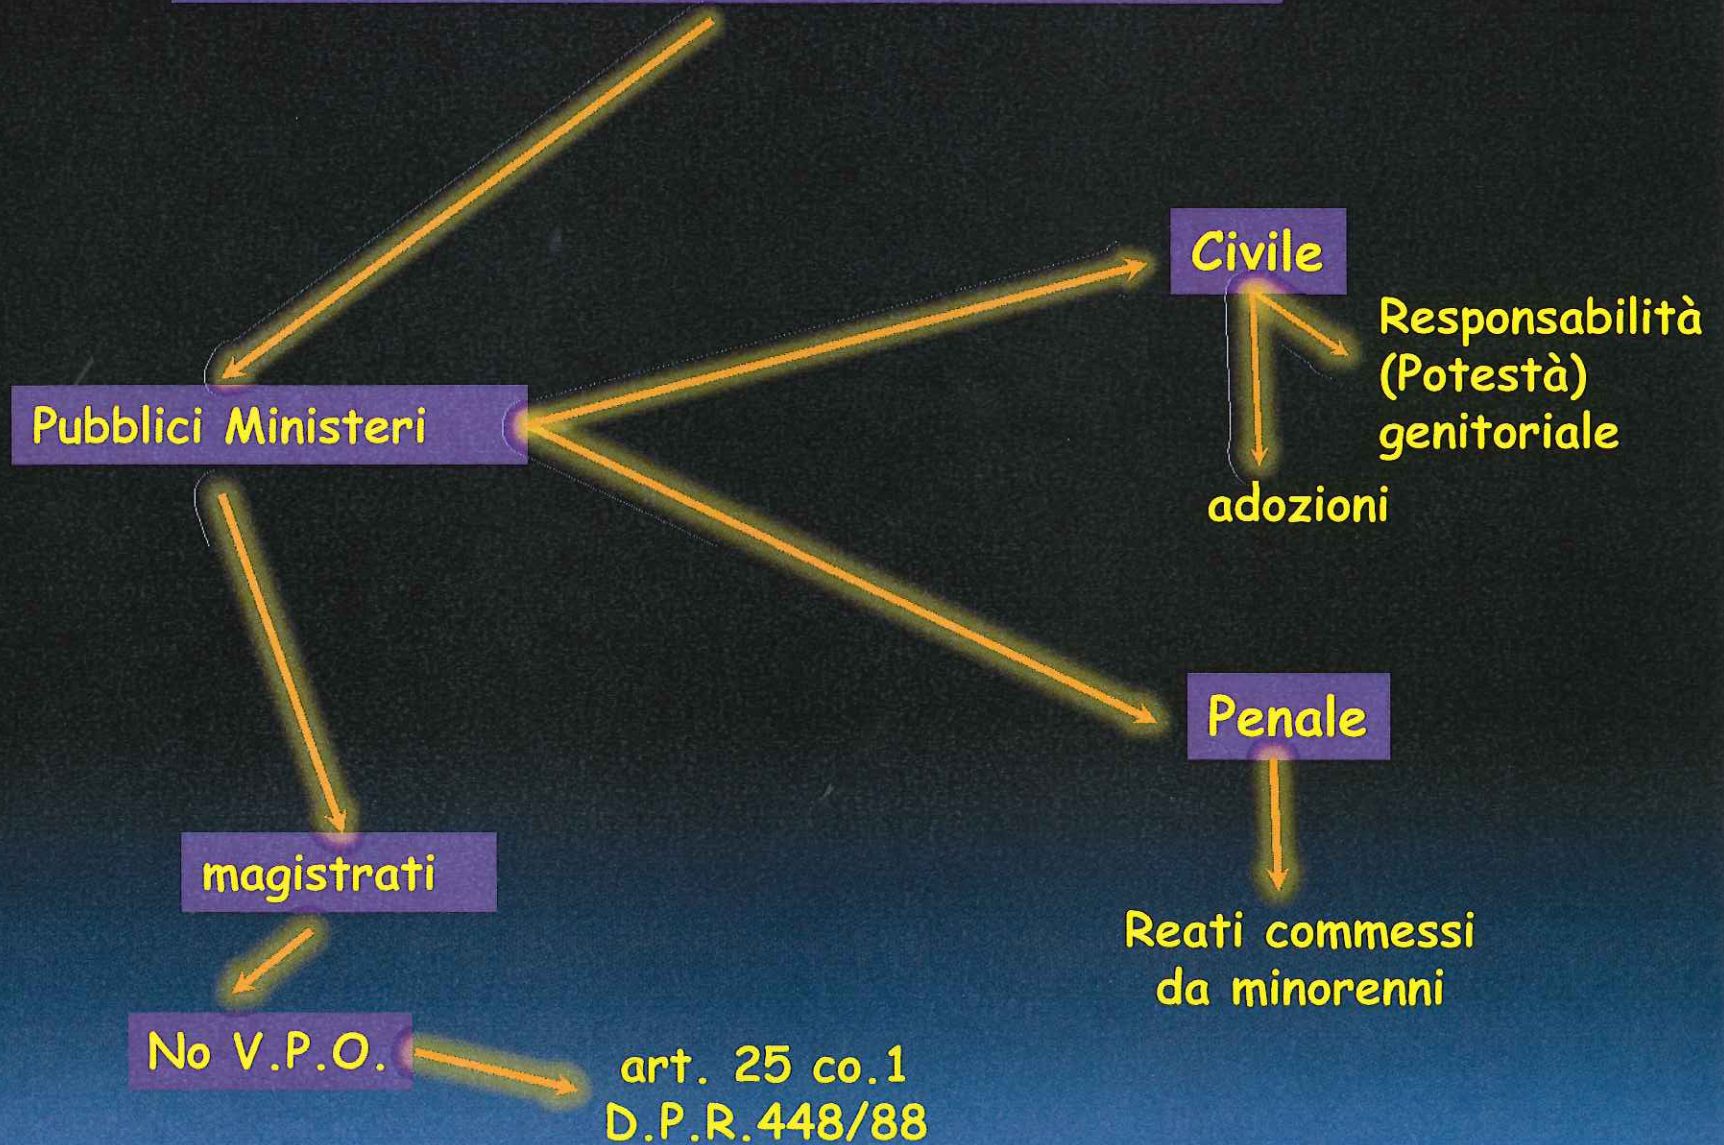 Civile
Responsabilità
(Potestà)
genitoriale
Pubblici Ministeri
adozioni
Penale
magistrati
Reati commessi
da minorenni
No V.P.O.
art. 25 co.1
D.P.R.448/88